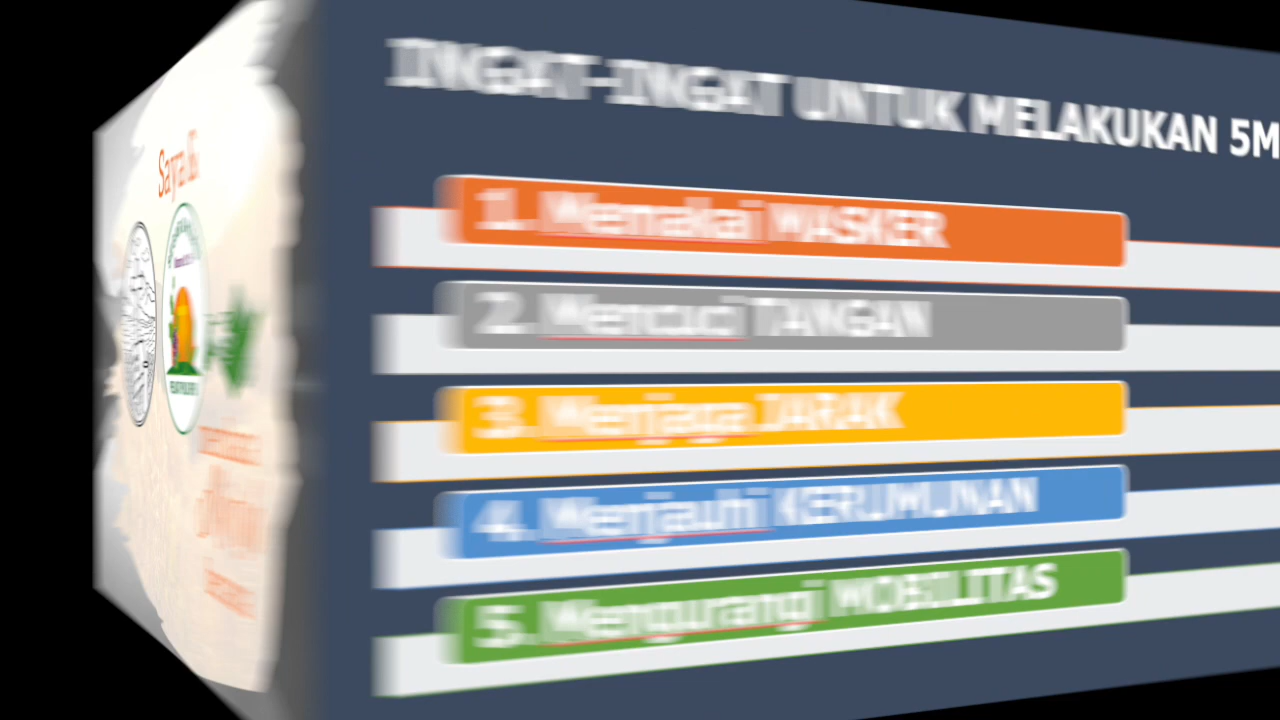 INGAT-INGAT UNTUK MELAKUKAN 5M
1. Memakai MASKER
2. Mencuci TANGAN
3. Menjaga JARAK
4. Menjauhi KERUMUNAN
5. Mengurangi MOBILITAS